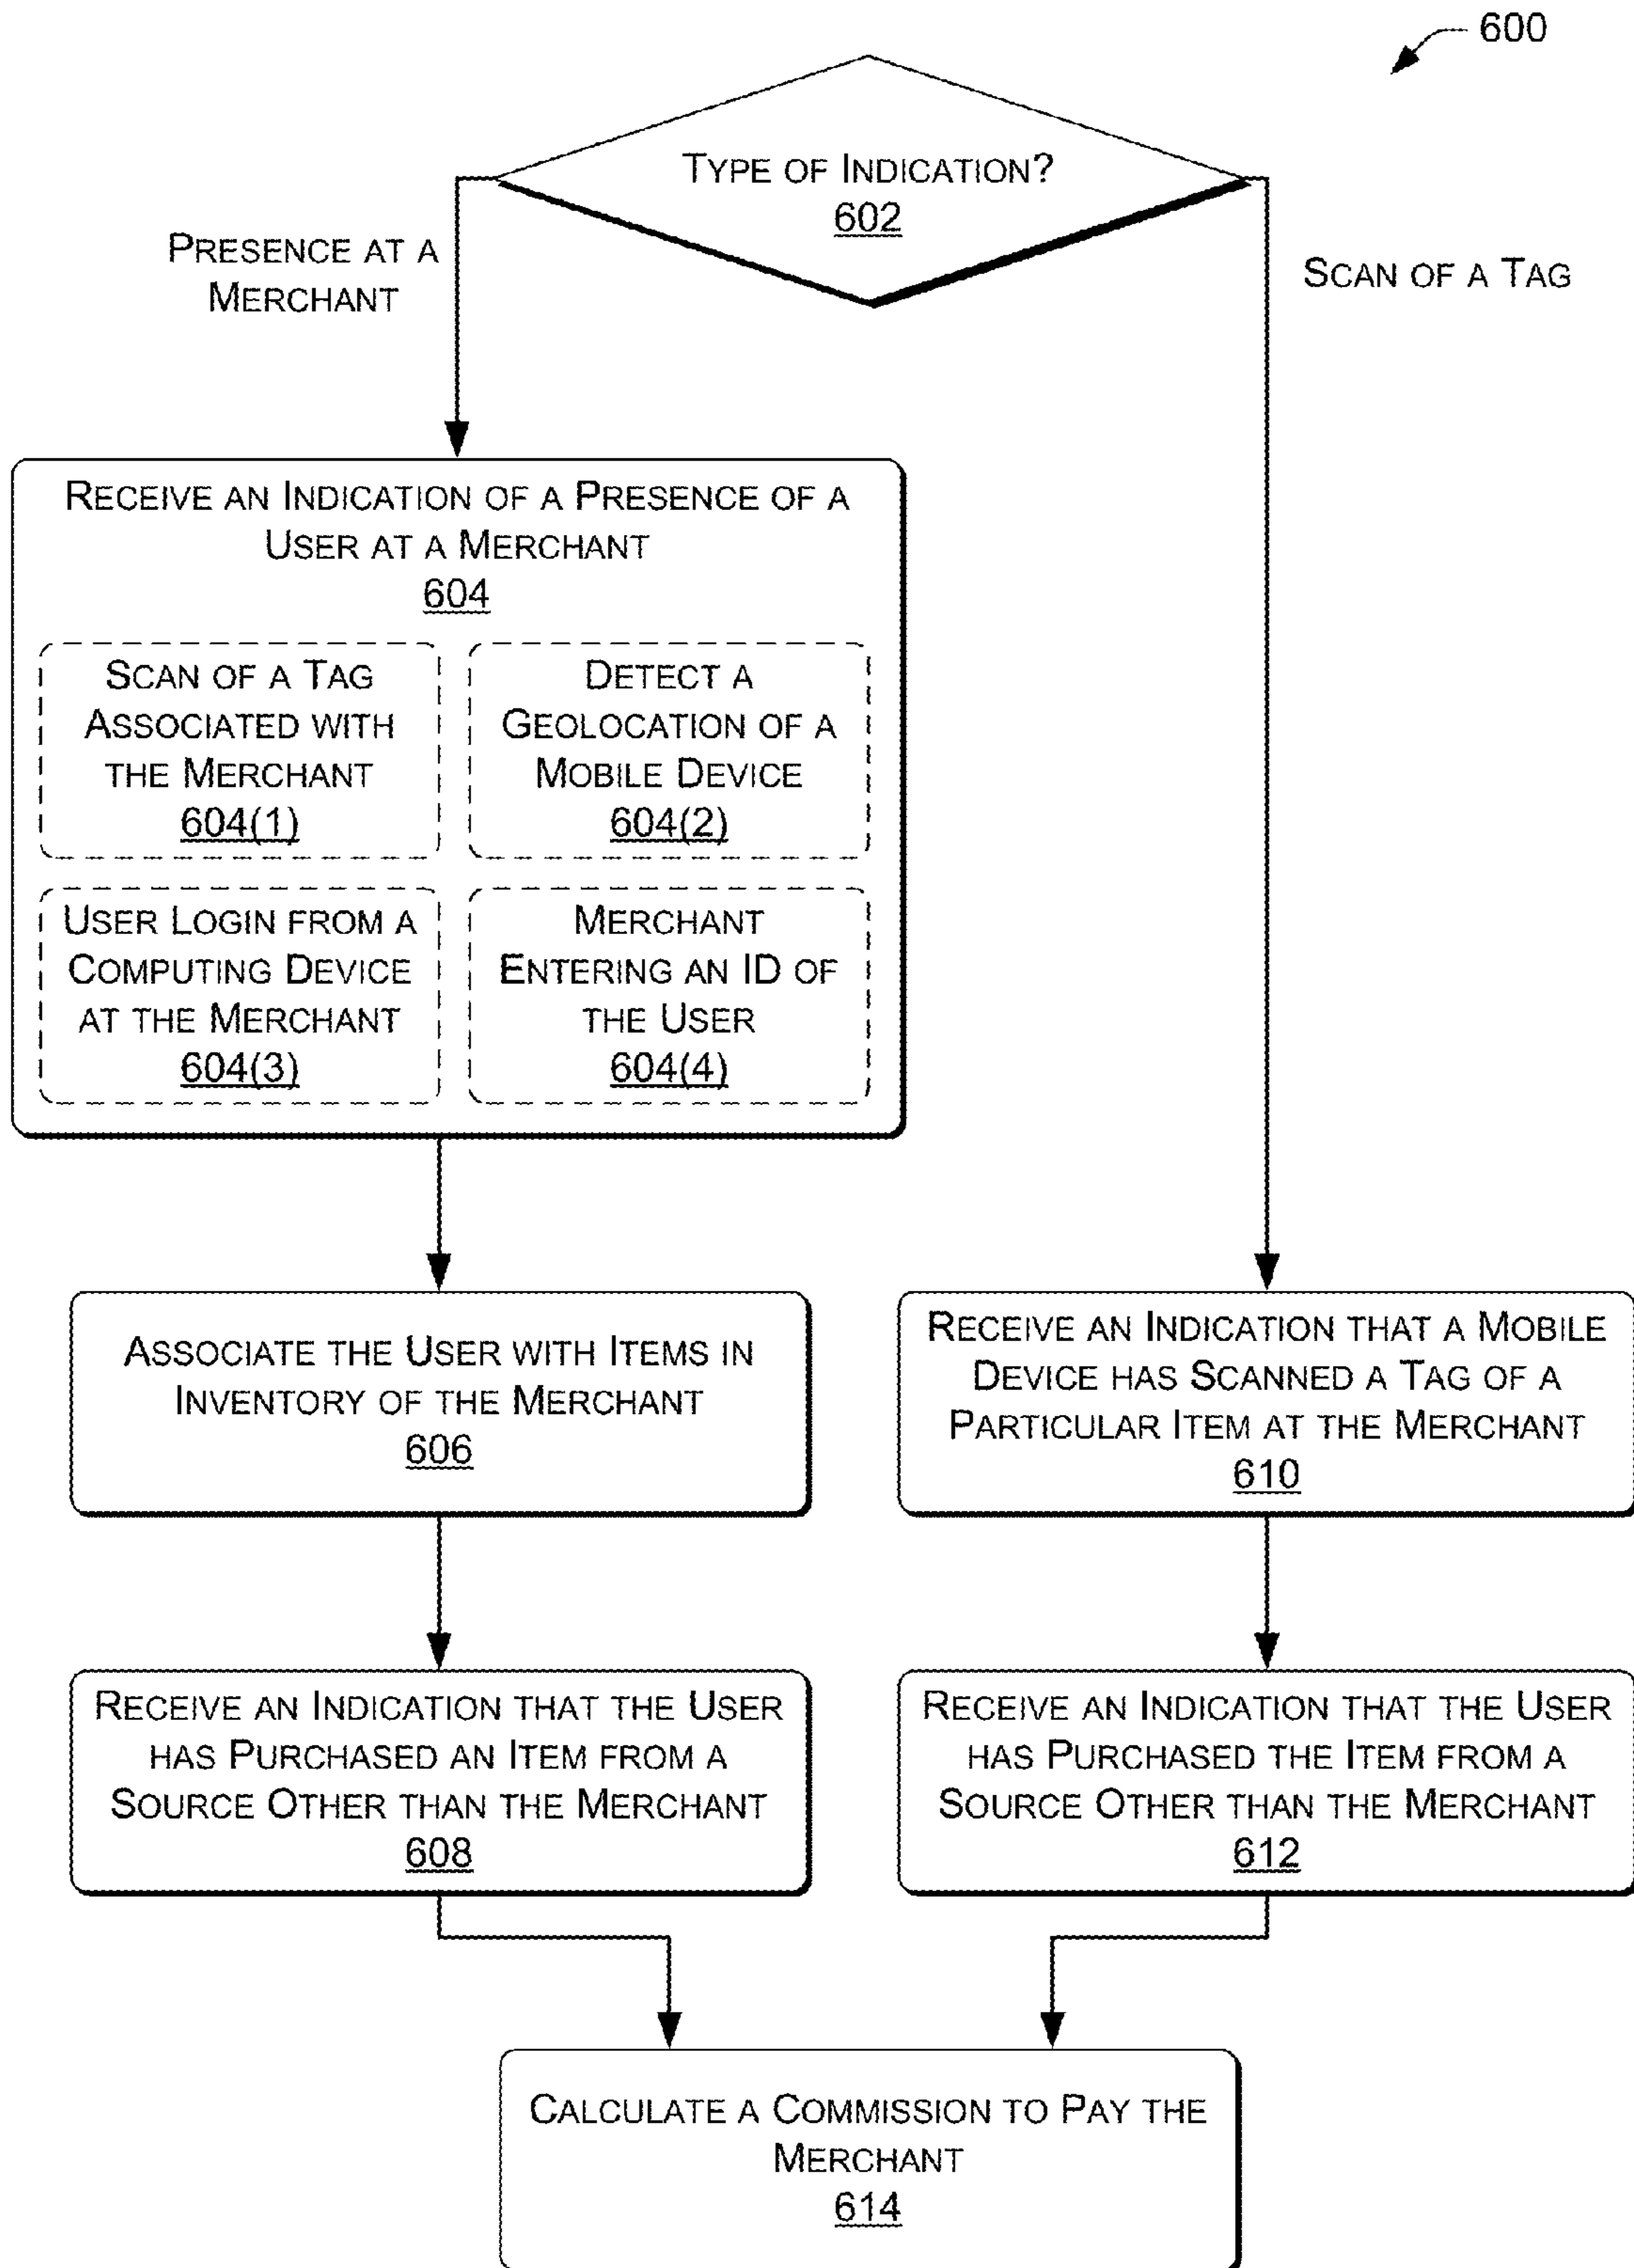 600
TYPE OF INDICATION?
602
PRESENCE AT A
MERCHANT
SCAN OF A TAG
RECEIVE AN INDICATION OF A PRESENCE OF A
USER AT A MERCHANT
604
SCAN OF A TAG
ASSOCIATED WITH
THE MERCHANT
604(1)
DETECT A
GEOLOCATION OF A
MOBILE DEVICE
604(2)
USER LOGIN FROM A
COMPUTING DEVICE
AT THE MERCHANT
604(3)
MERCHANT
ENTERING AN ID OF
THE USER
604(4)
ASSOCIATE THE USER WITH ITEMS IN
INVENTORY OF THE MERCHANT
606
RECEIVE AN INDICATION THAT A MOBILE
DEVICE HAS SCANNED A TAG OF A
PARTICULAR ITEM AT THE MERCHANT
610
RECEIVE AN INDICATION THAT THE USER
HAS PURCHASED AN ITEM FROM A
SOURCE OTHER THAN THE MERCHANT
608
RECEIVE AN INDICATION THAT THE USER
HAS PURCHASED THE ITEM FROM A
SOURCE OTHER THAN THE MERCHANT
612
CALCULATE A COMMISSION TO PAY THE
MERCHANT
614